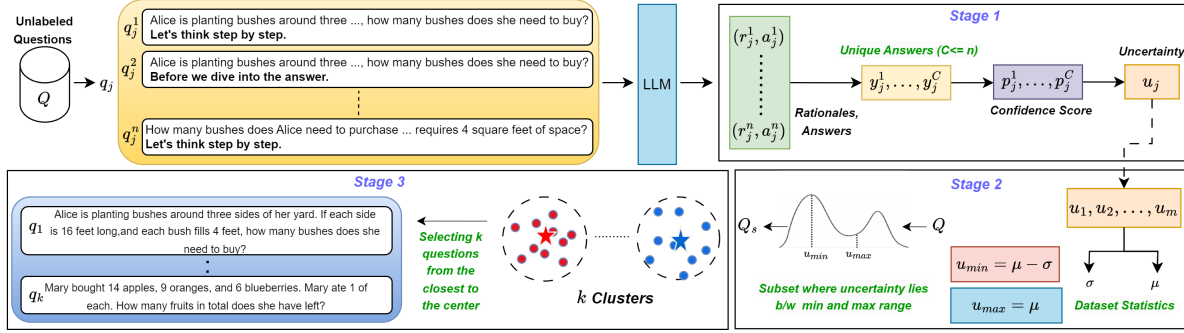 Unlabeled
Questions
Q
q_j
q_j^1
Alice is planting bushes around three ..., how many bushes does she need to buy?
Let's think step by step.
q_j^2
Alice is planting bushes around three ..., how many bushes does she need to buy?
Before we dive into the answer.
q_j^n
How many bushes does Alice need to purchase ... requires 4 square feet of space?
Let's think step by step.
LLM
Stage 1
(r_j^1, a_j^1)
(r_j^n, a_j^n)
Rationales,
Answers
Unique Answers (C<= n)
y_j^1, . . . , y_j^C
p_j^1, . . . , p_j^C
Confidence Score
Uncertainty
u_j
Stage 2
u_1, u_2, . . . , u_m
σ
μ
Dataset Statistics
Q_s
Q
u_min
u_max
Subset where uncertainty lies
b/w min and max range
u_min = μ − σ
u_max = μ
Stage 3
q_1
Alice is planting bushes around three sides of her yard. If each side
is 16 feet long,and each bush fills 4 feet, how many bushes does she
need to buy?
q_k
Mary bought 14 apples, 9 oranges, and 6 blueberries. Mary ate 1 of
each. How many fruits in total does she have left?
Selecting k
questions
from the
closest to
the center
k Clusters